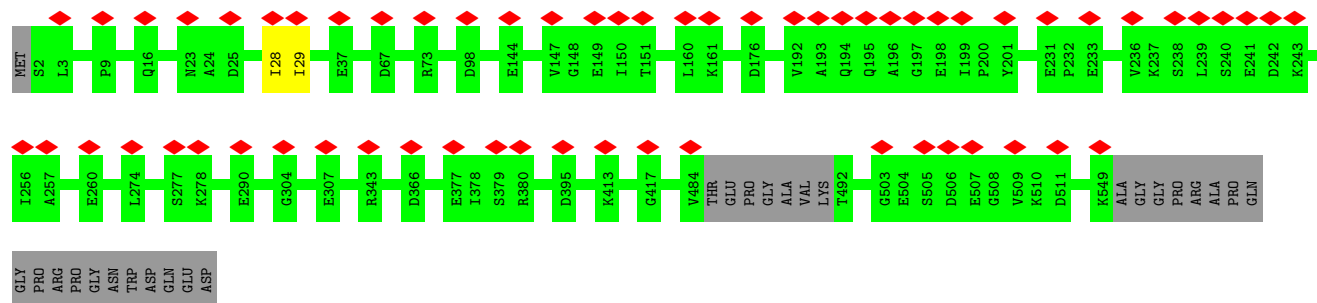 MET S2 L3 P9 Q16 N23 A24 D25 I28 I29 E37 D67 R73 D98 E144 V147 G148 E149 I150 T151 L160 K161 D176 V192 A193 Q194 Q195 A196 G197 E198 I199 P200 Y201 E231 P232 E233 V236 K237 S238 L239 S240 E241 D242 K243
I256 A257 E260 L274 S277 K278 E290 G304 E307 R343 D366 E377 I378 S379 R380 D395 K413 G417 V484 THR GLU PRO GLY ALA VAL LYS T492 G503 E504 S505 D506 E507 G508 V509 K510 D511 K549 ALA GLY GLY PRO ARG ALA PRO GLN
GLY PRO ARG PRO GLY ASN TRP ASP GLN GLU ASP